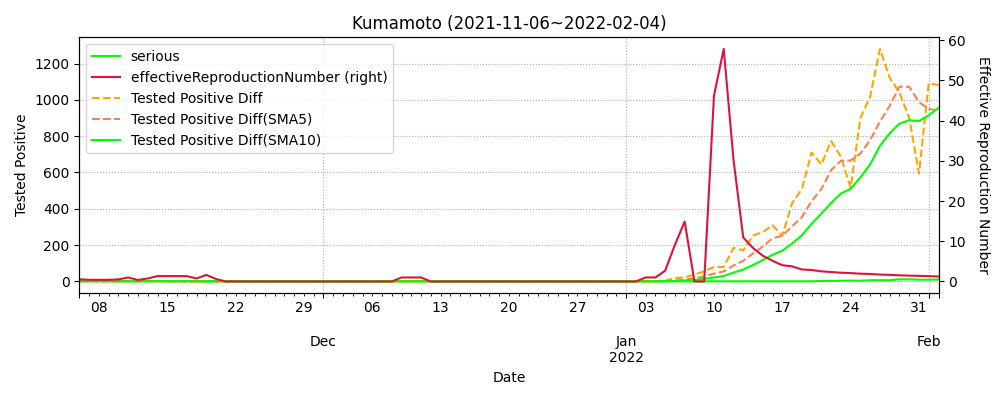 Kumamoto (2021-11-06~2022-02-04)
serious
effectiveReproductionNumber (right)
Tested Positive Diff
Tested Positive Diff(SMA5)
Tested Positive Diff(SMA10)
Tested Positive
1200
1000
800
600
400
200
0
60
50
40
30
20
10
0
Effective Reproduction Number
08 15 22 29 06 13 20 27 03 10 17 24 31
Dec Jan Feb
2022
Date